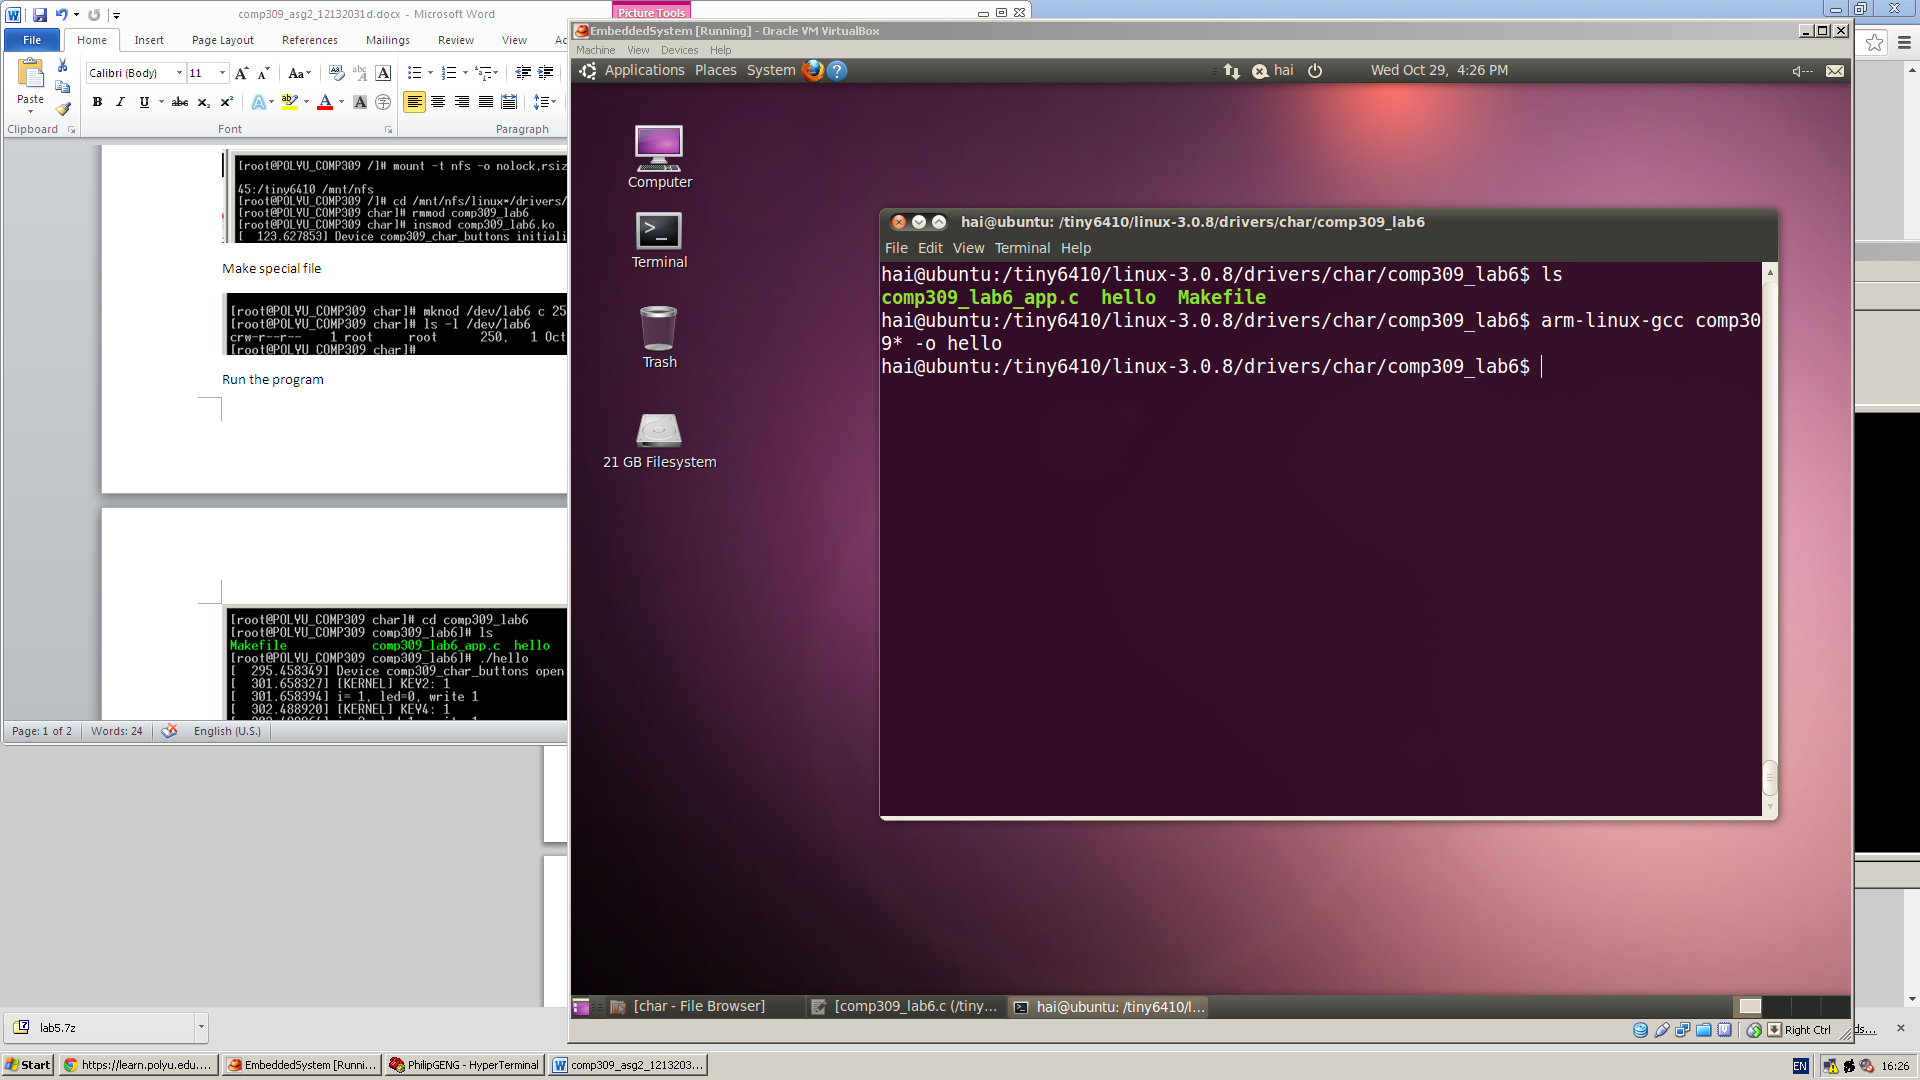 comp309_asg2_12132031d.docx - Microsoft Word
Picture Tools
File Home Insert Page Layout References Mailings Review View
Calibri (Body) 11
Paste
Clipboard Font Paragraph
[root@POLYU_COMP309 /]# mount -t nfs -o nolock,rsiz
45:/tiny6410 /mnt/nfs
[root@POLYU_COMP309 /]# cd /mnt/nfs/linux*/drivers/
[root@POLYU_COMP309 char]# rmmod comp309_lab6
[root@POLYU_COMP309 char]# insmod comp309_lab6.ko
[ 123.627853] Device comp309_char_buttons initiali
Make special file
[root@POLYU_COMP309 char]# mknod /dev/lab6 c 25
[root@POLYU_COMP309 char]# ls -l /dev/lab6
crw-r--r-- 1 root root 250, 1 Oct
[root@POLYU_COMP309 char]#
Run the program
[root@POLYU_COMP309 char]# cd comp309_lab6
[root@POLYU_COMP309 comp309_lab6]# ls
Makefile comp309_lab6_app.c hello
[root@POLYU_COMP309 comp309_lab6]# ./hello
[ 295.458349] Device comp309_char_buttons open
[ 301.658327] [KERNEL] KEY2: 1
[ 301.658394] i= 1, led=0, write 1
[ 302.488920] [KERNEL] KEY4: 1
Page: 1 of 2 Words: 24 English (U.S.)
EmbeddedSystem [Running] - Oracle VM VirtualBox
Machine View Devices Help
Applications Places System hai Wed Oct 29, 4:26 PM
Computer
Terminal
Trash
21 GB Filesystem
hai@ubuntu: /tiny6410/linux-3.0.8/drivers/char/comp309_lab6
File Edit View Terminal Help
hai@ubuntu:/tiny6410/linux-3.0.8/drivers/char/comp309_lab6$ ls
comp309_lab6_app.c hello Makefile
hai@ubuntu:/tiny6410/linux-3.0.8/drivers/char/comp309_lab6$ arm-linux-gcc comp30
9* -o hello
hai@ubuntu:/tiny6410/linux-3.0.8/drivers/char/comp309_lab6$
[char - File Browser] [comp309_lab6.c (/tiny... hai@ubuntu: /tiny6410/l...
Right Ctrl
lab5.7z
ds...
Start https://learn.polyu.edu.... EmbeddedSystem [Runni... PhilipGENG - HyperTerminal comp309_asg2_1213203... EN 16:26